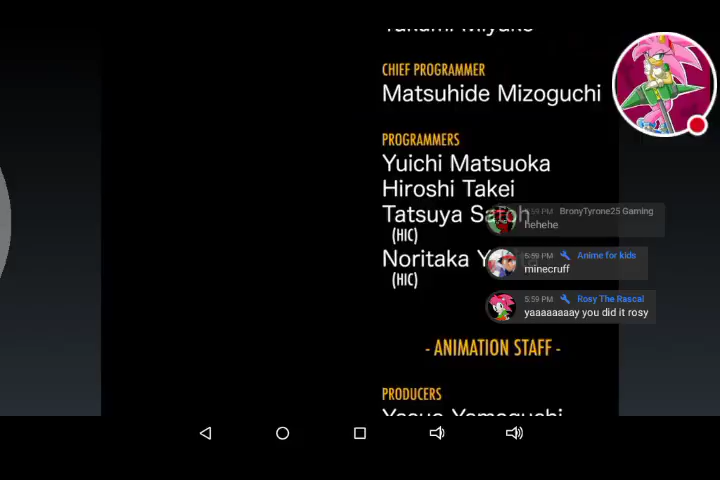 CHIEF PROGRAMMER
Matsuhide Mizoguchi
PROGRAMMERS
Yuichi Matsuoka
Hiroshi Takei
Tatsuya Satoh
(HIC)
Noritaka
(HIC)
- ANIMATION STAFF -
PRODUCERS
Yasuo Yamaguchi
5:59 PM BronyTyrone25 Gaming
hehehe
5:59 PM Anime for kids
minecruff
5:59 PM Rosy The Rascal
yaaaaaaay you did it rosy